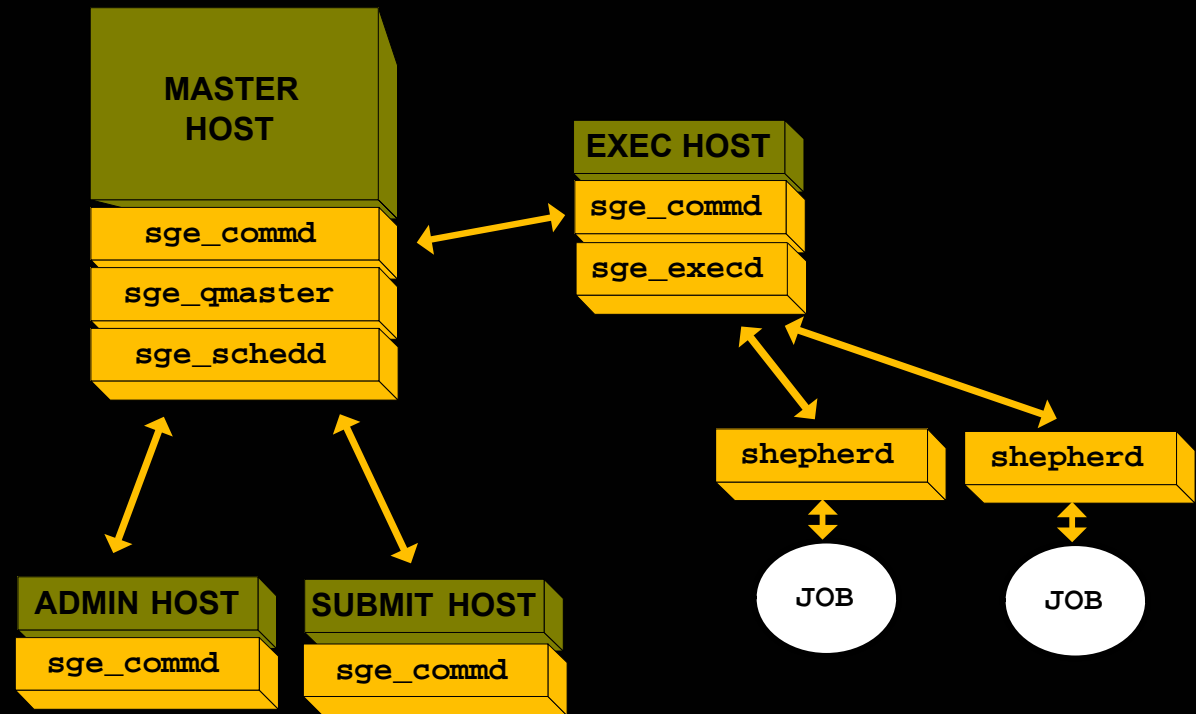 MASTER
HOST
sge_commd
sge_qmaster
sge_schedd
EXEC HOST
sge_commd
sge_execd
shepherd
shepherd
JOB
JOB
ADMIN HOST
sge_commd
SUBMIT HOST
sge_commd